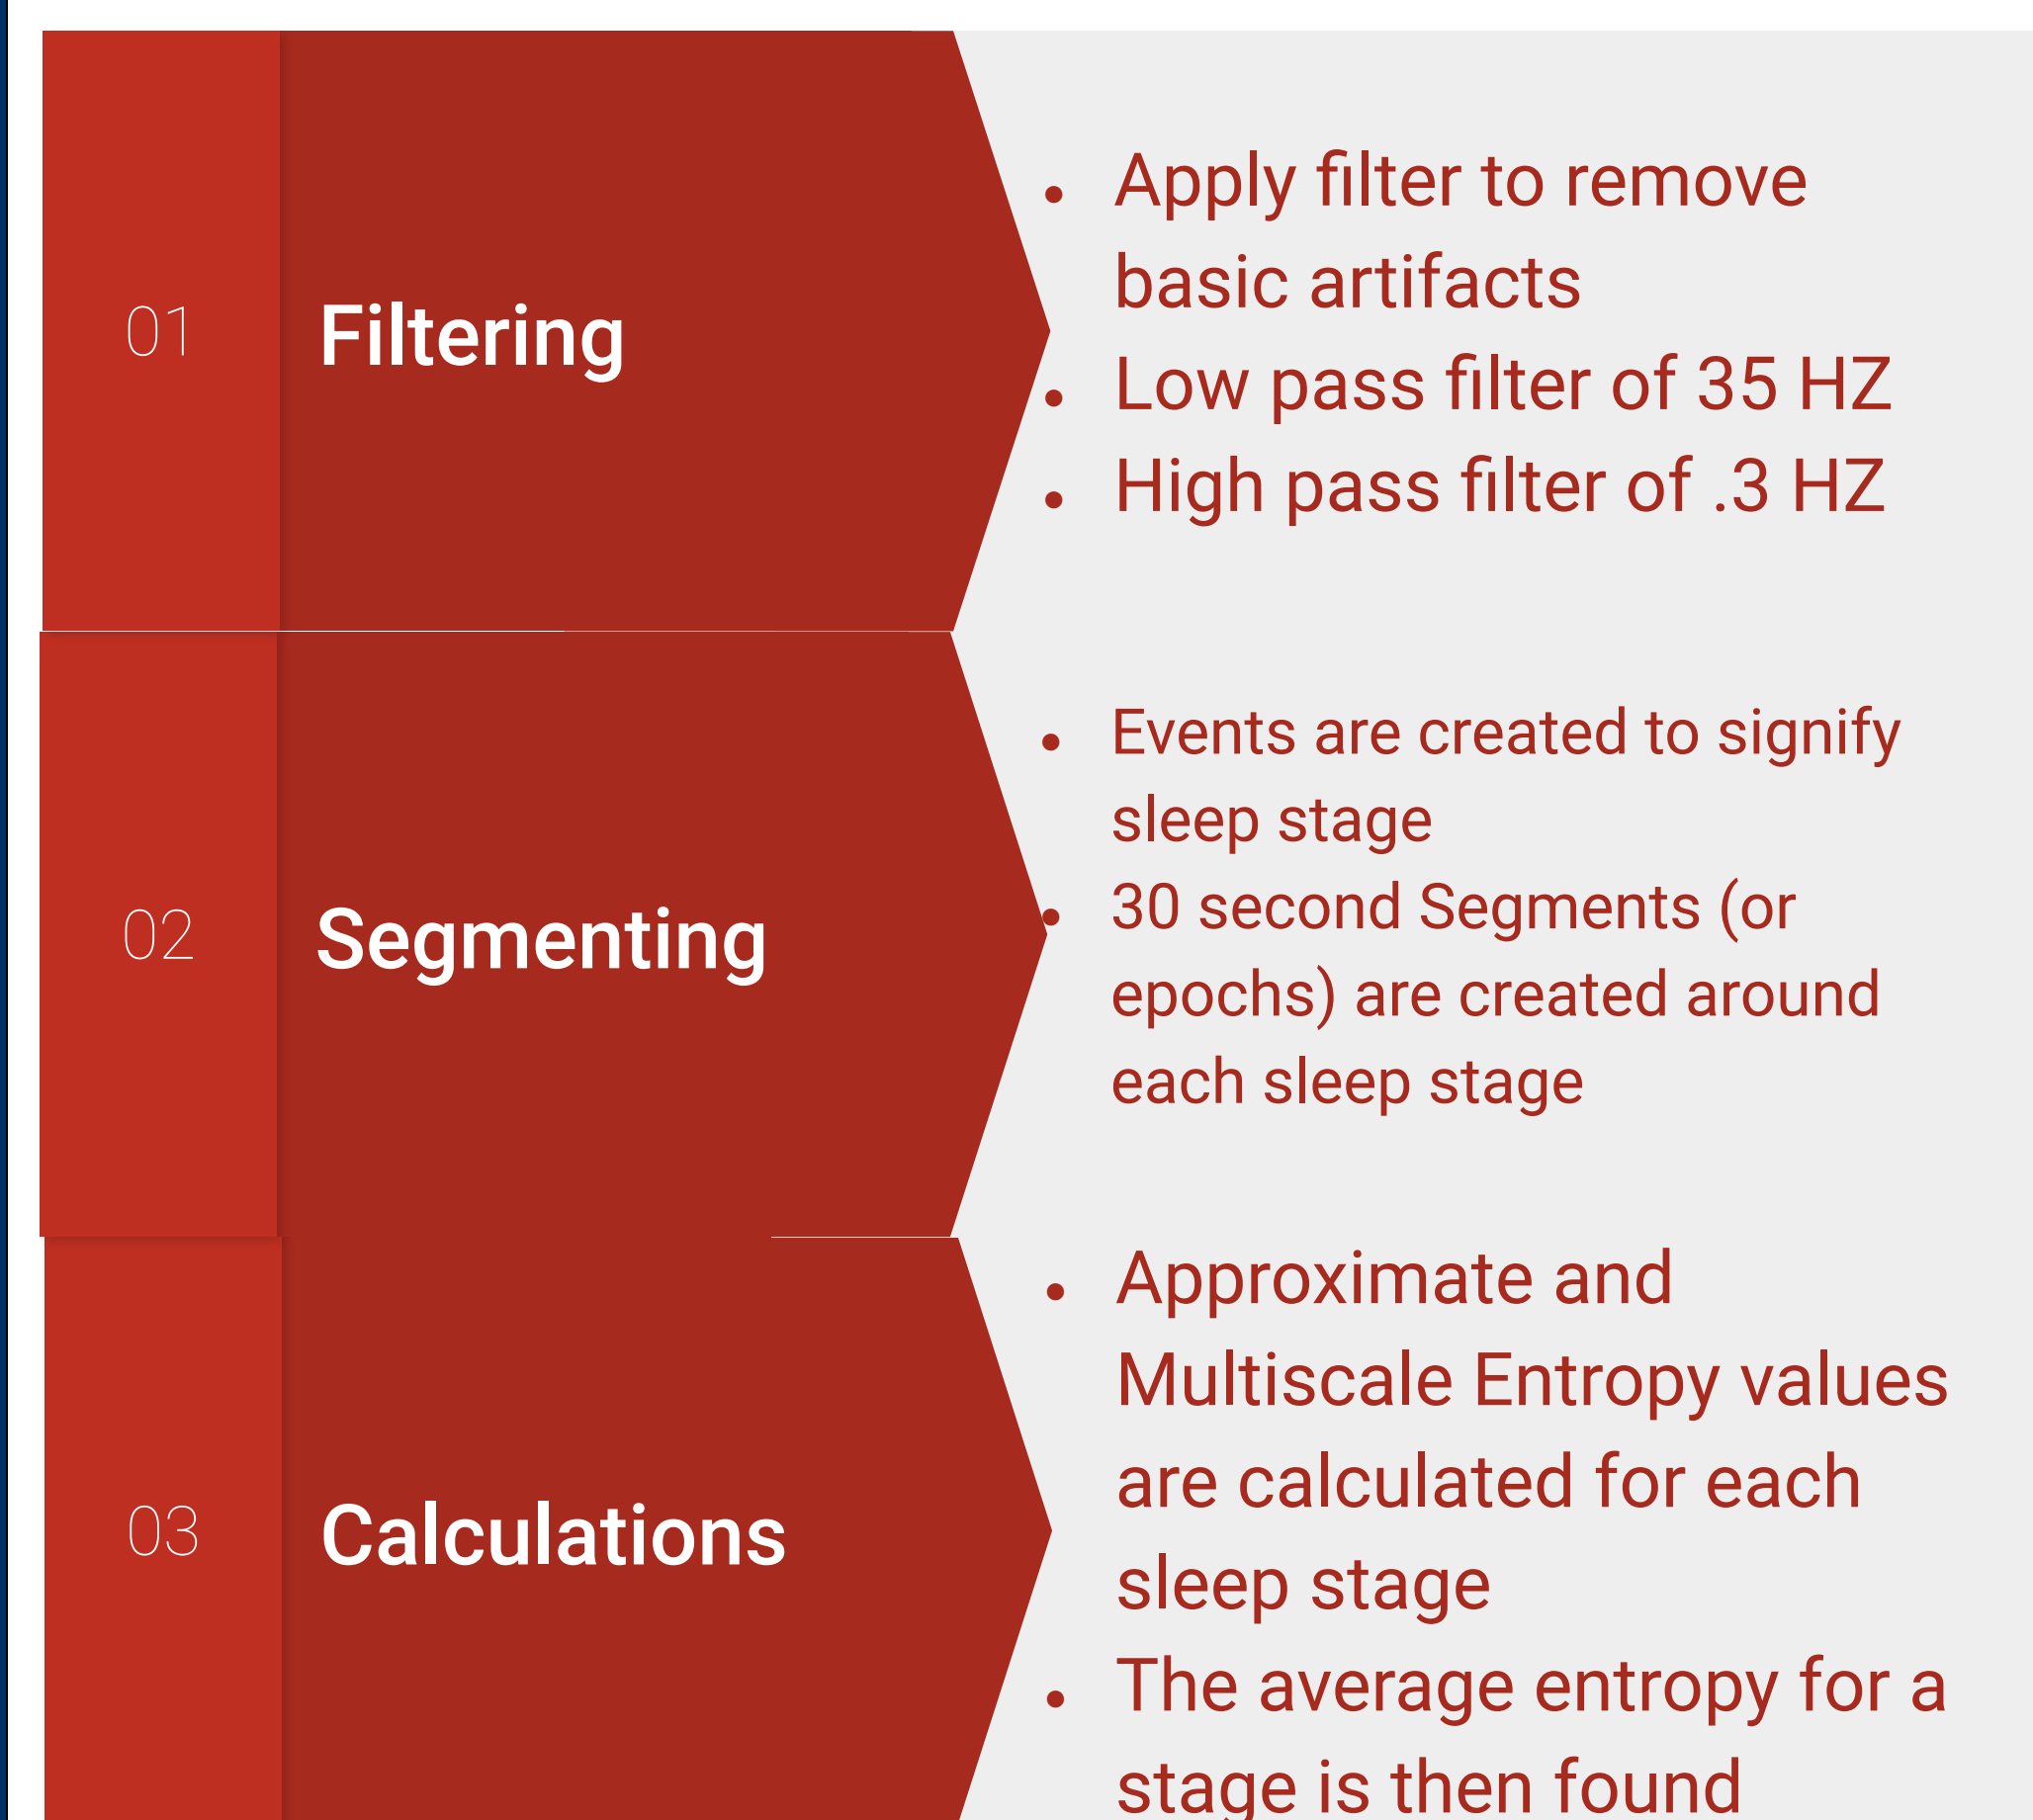 01
Filtering
• Apply filter to remove
basic artifacts
• Low pass filter of 35 HZ
• High pass filter of .3 HZ
02
Segmenting
• Events are created to signify
sleep stage
• 30 second Segments (or
epochs) are created around
each sleep stage
03
Calculations
• Approximate and
Multiscale Entropy values
are calculated for each
sleep stage
• The average entropy for a
stage is then found